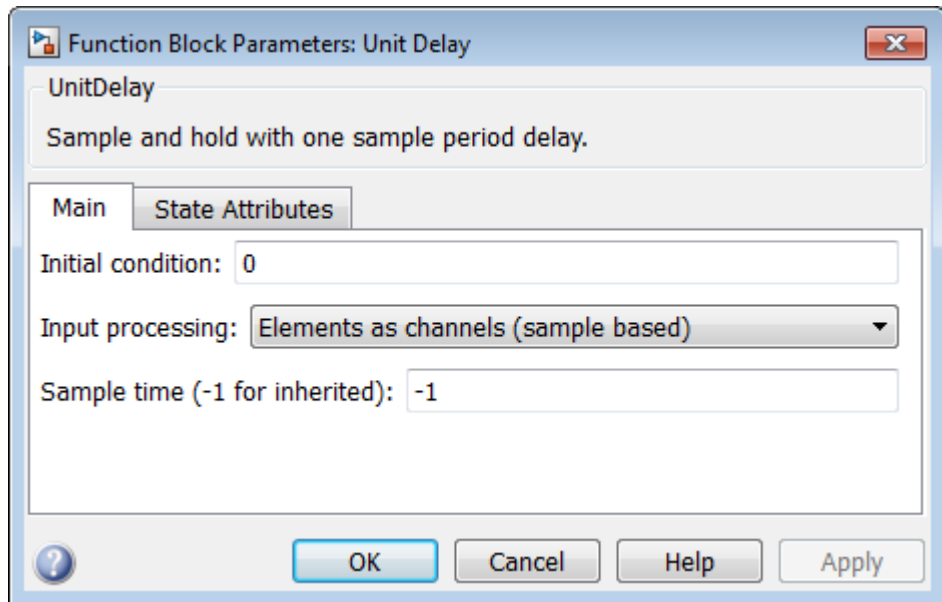 Function Block Parameters: Unit Delay
UnitDelay
Sample and hold with one sample period delay.
Main State Attributes
Initial condition: 0
Input processing: Elements as channels (sample based)
Sample time (-1 for inherited): -1
? OK Cancel Help Apply